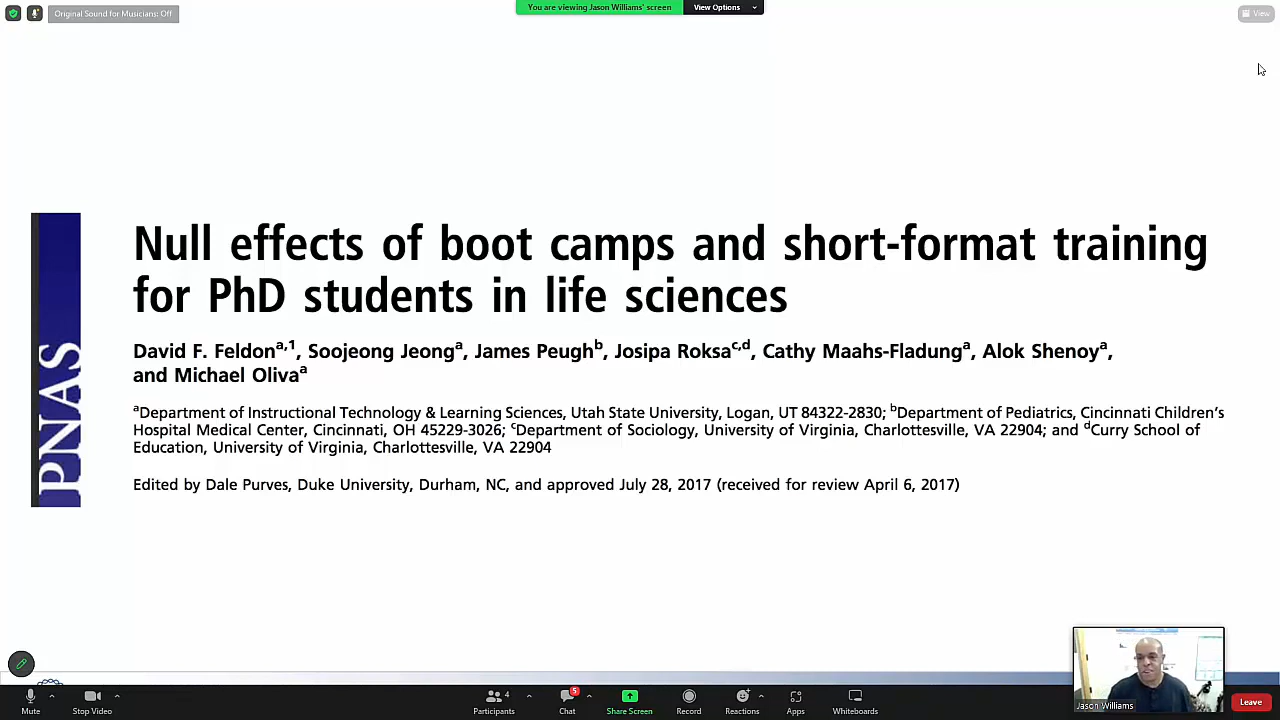 Original Sound for Musicians: Off
You are viewing Jason Williams' screen
View Options
View
PNAS
Null effects of boot camps and short-format training
for PhD students in life sciences
David F. Feldon^a,1, Soojeong Jeong^a, James Peugh^b, Josipa Roksa^c,d, Cathy Maahs-Fladung^a, Alok Shenoy^a,
and Michael Oliva^a
^aDepartment of Instructional Technology & Learning Sciences, Utah State University, Logan, UT 84322-2830; ^bDepartment of Pediatrics, Cincinnati Children's
Hospital Medical Center, Cincinnati, OH 45229-3026; ^cDepartment of Sociology, University of Virginia, Charlottesville, VA 22904; and ^dCurry School of
Education, University of Virginia, Charlottesville, VA 22904
Edited by Dale Purves, Duke University, Durham, NC, and approved July 28, 2017 (received for review April 6, 2017)
Jason Williams
Mute
Stop Video
4
Participants
5
Chat
Share Screen
Record
Reactions
Apps
Whiteboards
Leave